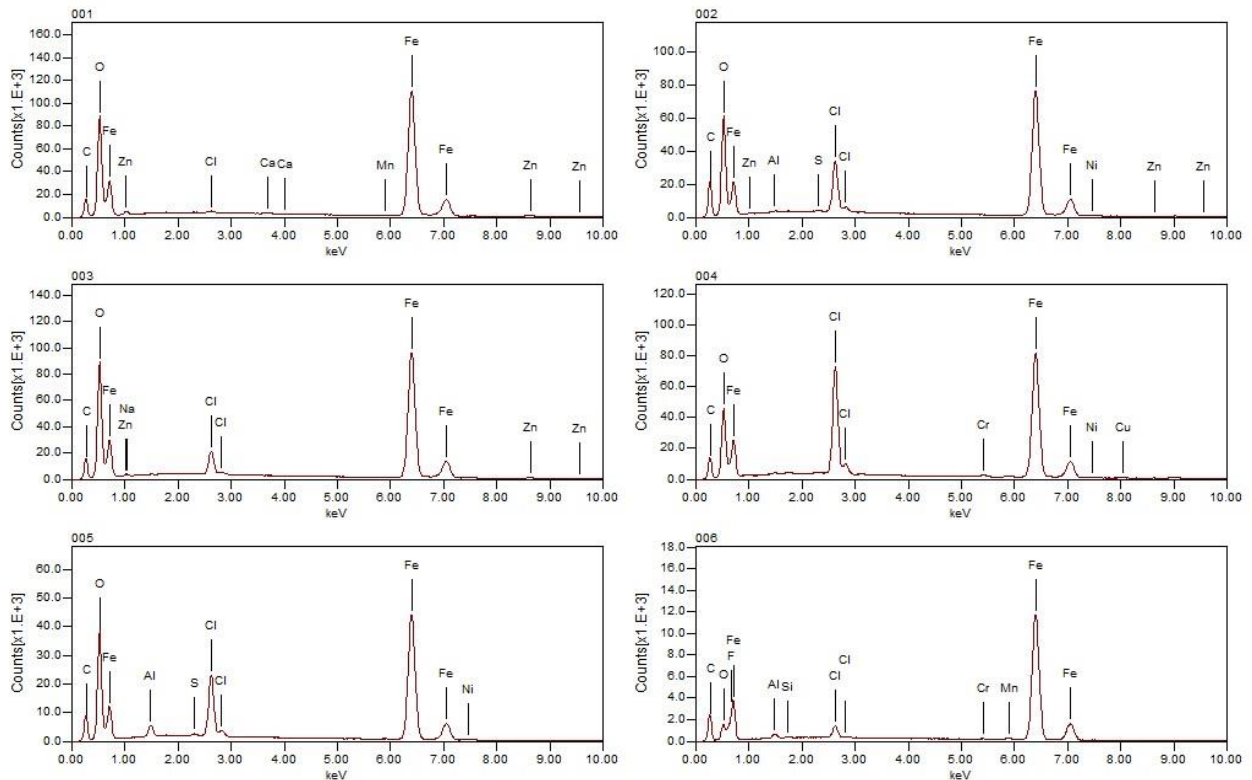 001
Counts[x1.E+3]
160.0
140.0
120.0
100.0
80.0
60.0
40.0
20.0
0.0
C
O
Fe
Zn
Cl
Ca
Ca
Mn
Fe
Fe
Zn
Zn
0.00 1.00 2.00 3.00 4.00 5.00 6.00 7.00 8.00 9.00 10.00
keV
002
Counts[x1.E+3]
100.0
80.0
60.0
40.0
20.0
0.0
C
O
Fe
Zn
Al
S
Cl
Cl
Fe
Fe
Ni
Zn
Zn
0.00 1.00 2.00 3.00 4.00 5.00 6.00 7.00 8.00 9.00 10.00
keV
003
Counts[x1.E+3]
140.0
120.0
100.0
80.0
60.0
40.0
20.0
0.0
C
O
Fe
Na
Zn
Cl
Cl
Fe
Fe
Zn
Zn
0.00 1.00 2.00 3.00 4.00 5.00 6.00 7.00 8.00 9.00 10.00
keV
004
Counts[x1.E+3]
120.0
100.0
80.0
60.0
40.0
20.0
0.0
C
O
Fe
Cl
Cl
Cr
Fe
Fe
Ni
Cu
0.00 1.00 2.00 3.00 4.00 5.00 6.00 7.00 8.00 9.00 10.00
keV
005
Counts[x1.E+3]
60.0
50.0
40.0
30.0
20.0
10.0
0.0
C
O
Fe
Al
S
Cl
Cl
Fe
Fe
Ni
0.00 1.00 2.00 3.00 4.00 5.00 6.00 7.00 8.00 9.00 10.00
keV
006
Counts[x1.E+3]
18.0
16.0
14.0
12.0
10.0
8.0
6.0
4.0
2.0
0.0
C
O
Fe
F
Al
Si
Cl
Cl
Cr
Mn
Fe
Fe
0.00 1.00 2.00 3.00 4.00 5.00 6.00 7.00 8.00 9.00 10.00
keV